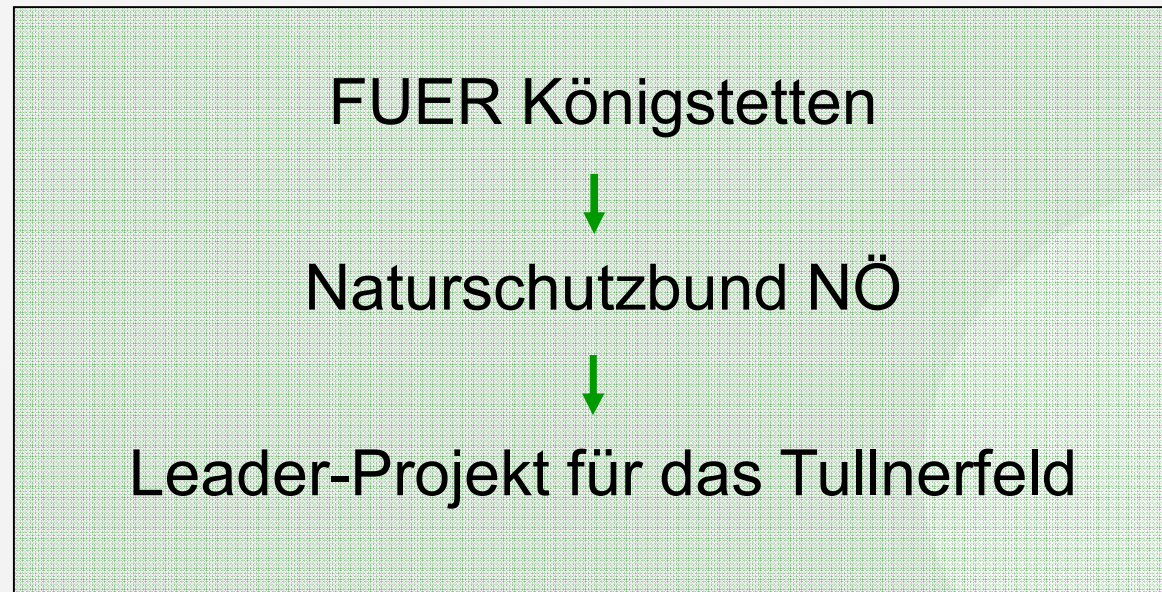 FUER Königstetten
Naturschutzbund NÖ
Leader-Projekt für das Tullnerfeld